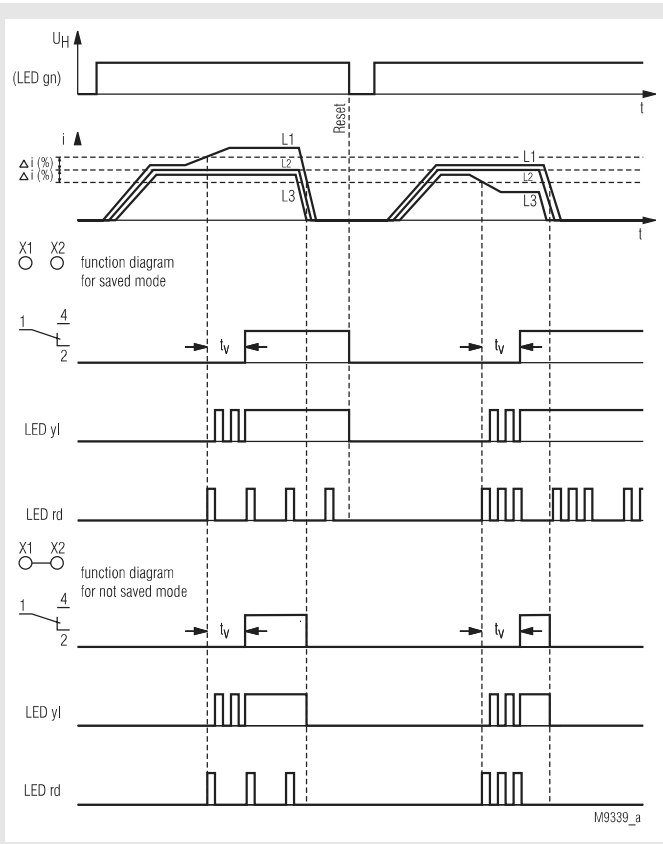 UH
(LED gn)
t
Reset
i
L1
Δ i (%)
L2
Δ i (%)
L3
L1
L2
L3
t
X1 X2
function diagram
for saved mode
1 4
2
tv tv
LED yl
LED rd
X1 X2
function diagram
for not saved mode
1 4
2
tv tv
LED yl
LED rd
M9339_a